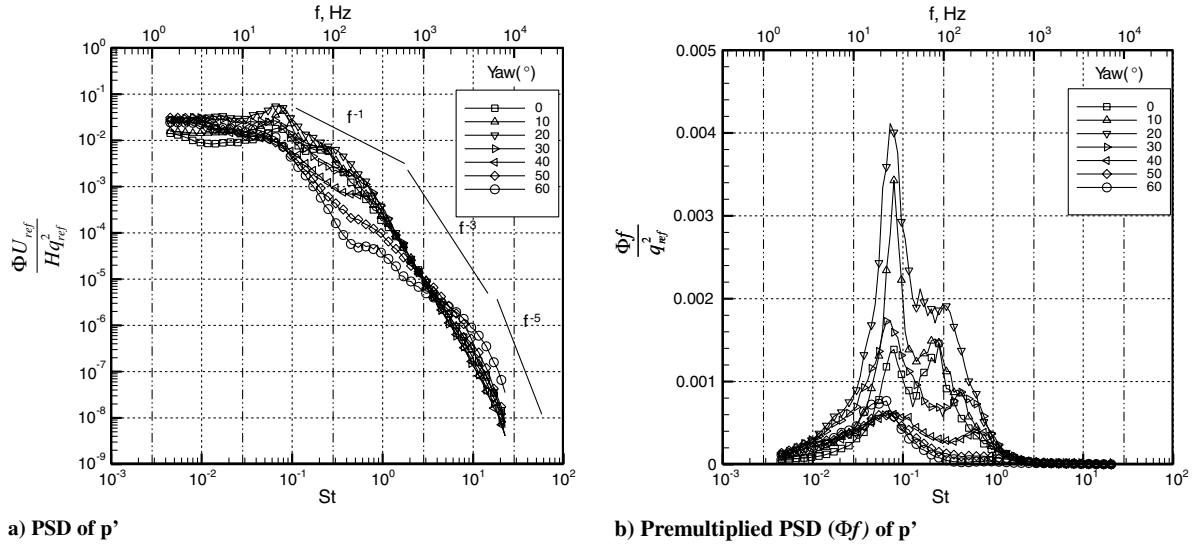 f, Hz
10^0 10^1 10^2 10^3 10^4
10^0
10^-1
10^-2
10^-3
10^-4
10^-5
10^-6
10^-7
10^-8
10^-9
ΦU_ref / Hq²_ref
Yaw(°)
0
10
20
30
40
50
60
f^-1
f^-3
f^-5
10^-3 10^-2 10^-1 10^0 10^1 10^2
St
a) PSD of p’
f, Hz
10^0 10^1 10^2 10^3 10^4
0.005
0.004
0.003
0.002
0.001
0
Φf / q²_ref
Yaw(°)
0
10
20
30
40
50
60
10^-3 10^-2 10^-1 10^0 10^1 10^2
St
b) Premultiplied PSD (Φf) of p’